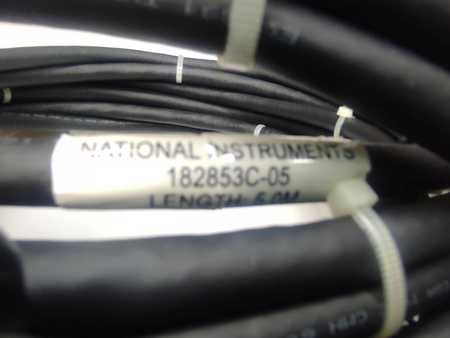 NATIONAL INSTRUMENTS
182853C-05
LENGTH 5.0M